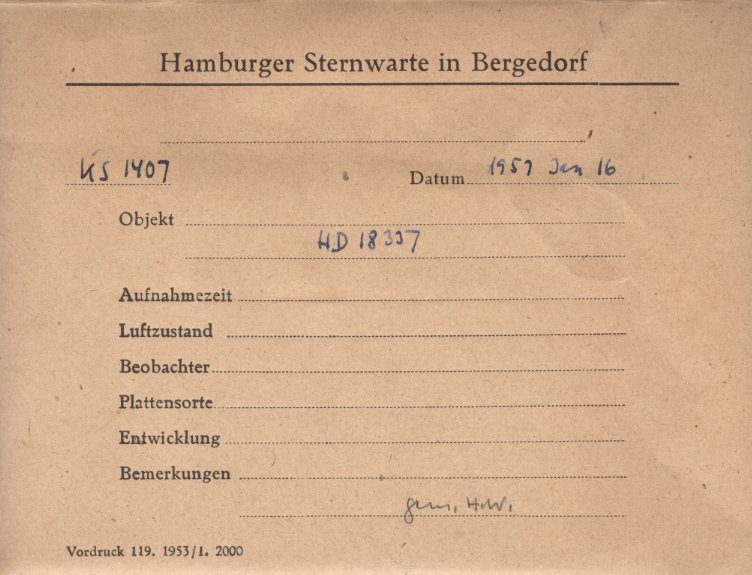 Hamburger Sternwarte in Bergedorf
KS 1407
Datum 1957 Jan 16
Objekt
HD 18337
Aufnahmezeit
Luftzustand
Beobachter
Plattensorte
Entwicklung
Bemerkungen
gem. H.W.
Vordruck 119. 1953/1. 2000